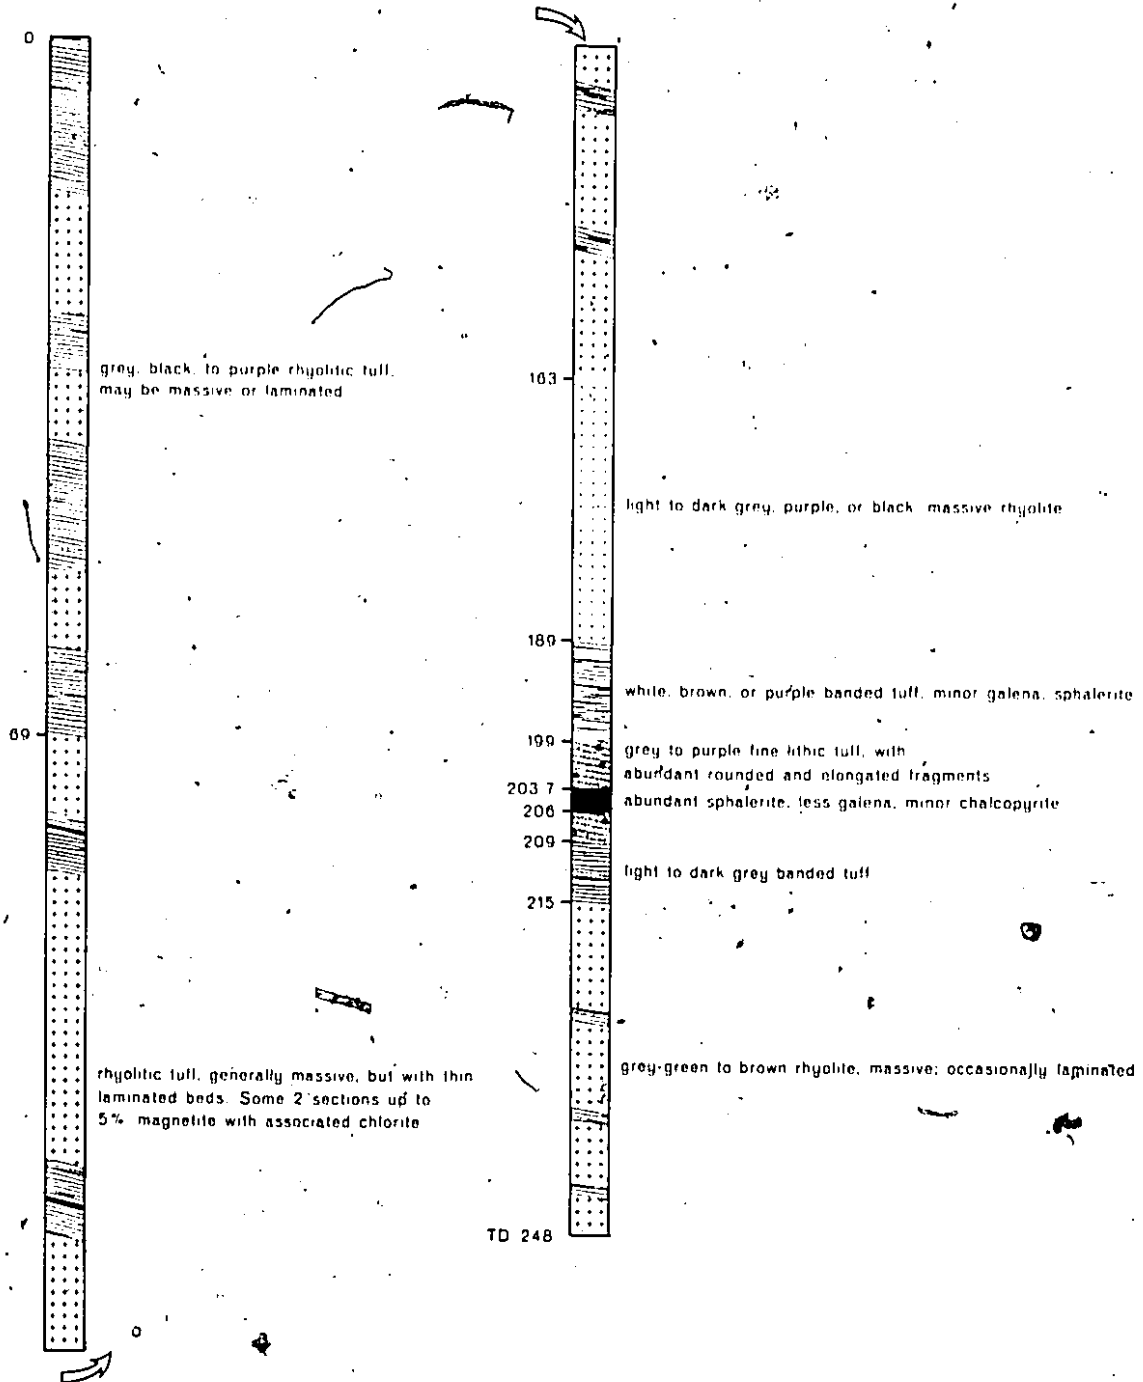 0
grey, black, to purple rhyolitic tuff,
may be massive or laminated
69
rhyolitic tuff, generally massive, but with thin
laminated beds. Some 2' sections up to
5% magnetite with associated chlorite
163
light to dark grey, purple, or black massive rhyolite
189
white, brown, or purple banded tuff, minor galena, sphalerite
199
grey to purple fine lithic tuff, with
abundant rounded and elongated fragments
203 7
abundant sphalerite, less galena, minor chalcopyrite
206
209
light to dark grey banded tuff
215
grey-green to brown rhyolite, massive; occasionally laminated
TD 248